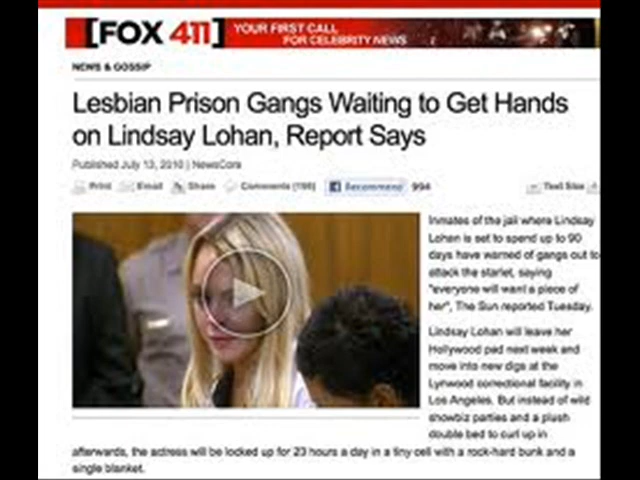 [FOX 411]
YOUR FIRST CALL
FOR CELEBRITY NEWS
NEWS & GOSSIP
Lesbian Prison Gangs Waiting to Get Hands
on Lindsay Lohan, Report Says
Published July 13, 2010 | NewsCore
Print Email Share Comments (198) Recommend 994 Text Size
Inmates of the jail where Lindsay
Lohan is set to spend up to 90
days have warned of gangs out to
attack the starlet, saying
"everyone will want a piece of
her", The Sun reported Tuesday.
Lindsay Lohan will leave her
Hollywood pad next week and
move into new digs at the
Lynwood correctional facility in
Los Angeles. But instead of wild
showbiz parties and a plush
double bed to curl up in
afterwards, the actress will be locked up for 23 hours a day in a tiny cell with a rock-hard bunk and a
single blanket.